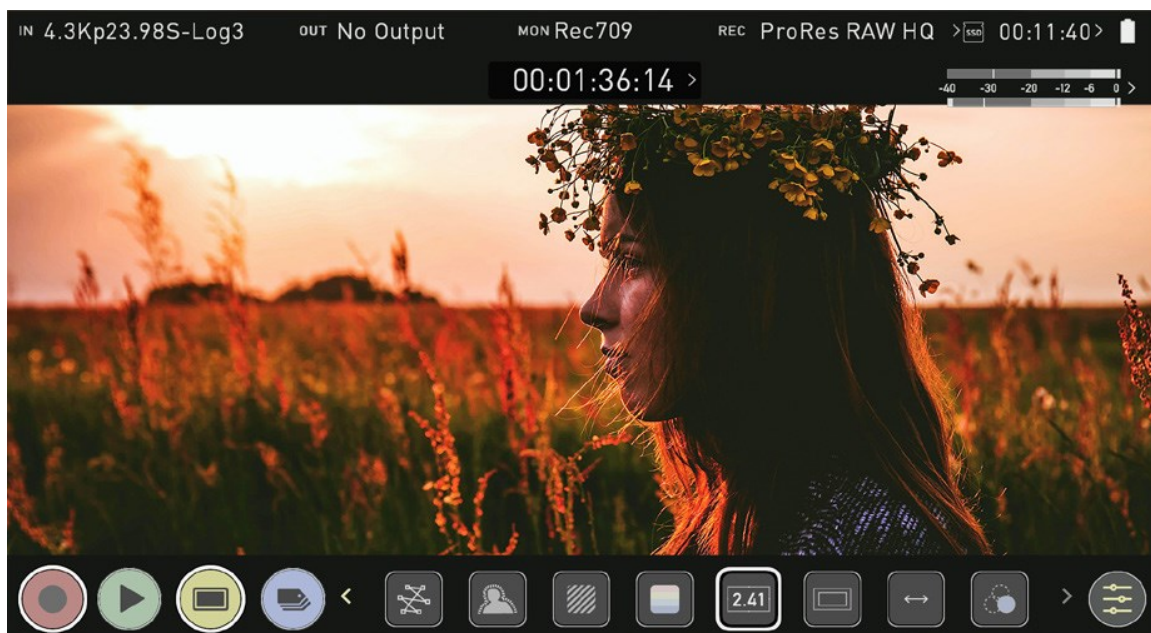 IN 4.3Kp23.98S-Log3 OUT No Output MON Rec709 REC ProRes RAW HQ >SSD 00:11:40>
00:01:36:14 >
-40 -30 -20 -12 -6 0 >
2.41